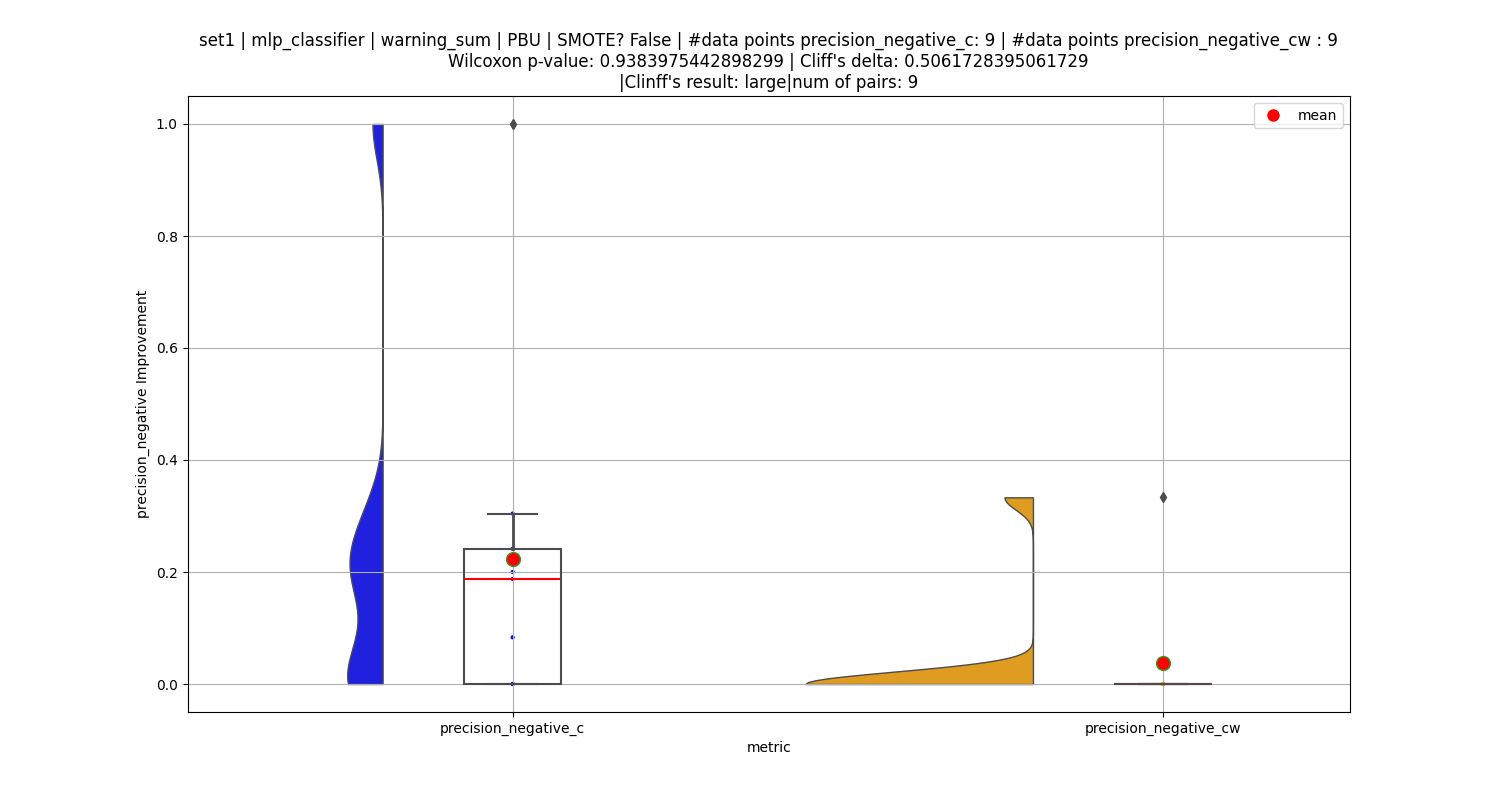 set1 | mlp_classifier | warning_sum | PBU | SMOTE? False | #data points precision_negative_c: 9 | #data points precision_negative_cw : 9
Wilcoxon p-value: 0.9383975442898299 | Cliff's delta: 0.5061728395061729
|Clinff's result: large|num of pairs: 9
mean
1.0
0.8
0.6
0.4
0.2
0.0
precision_negative Improvement
precision_negative_c
precision_negative_cw
metric